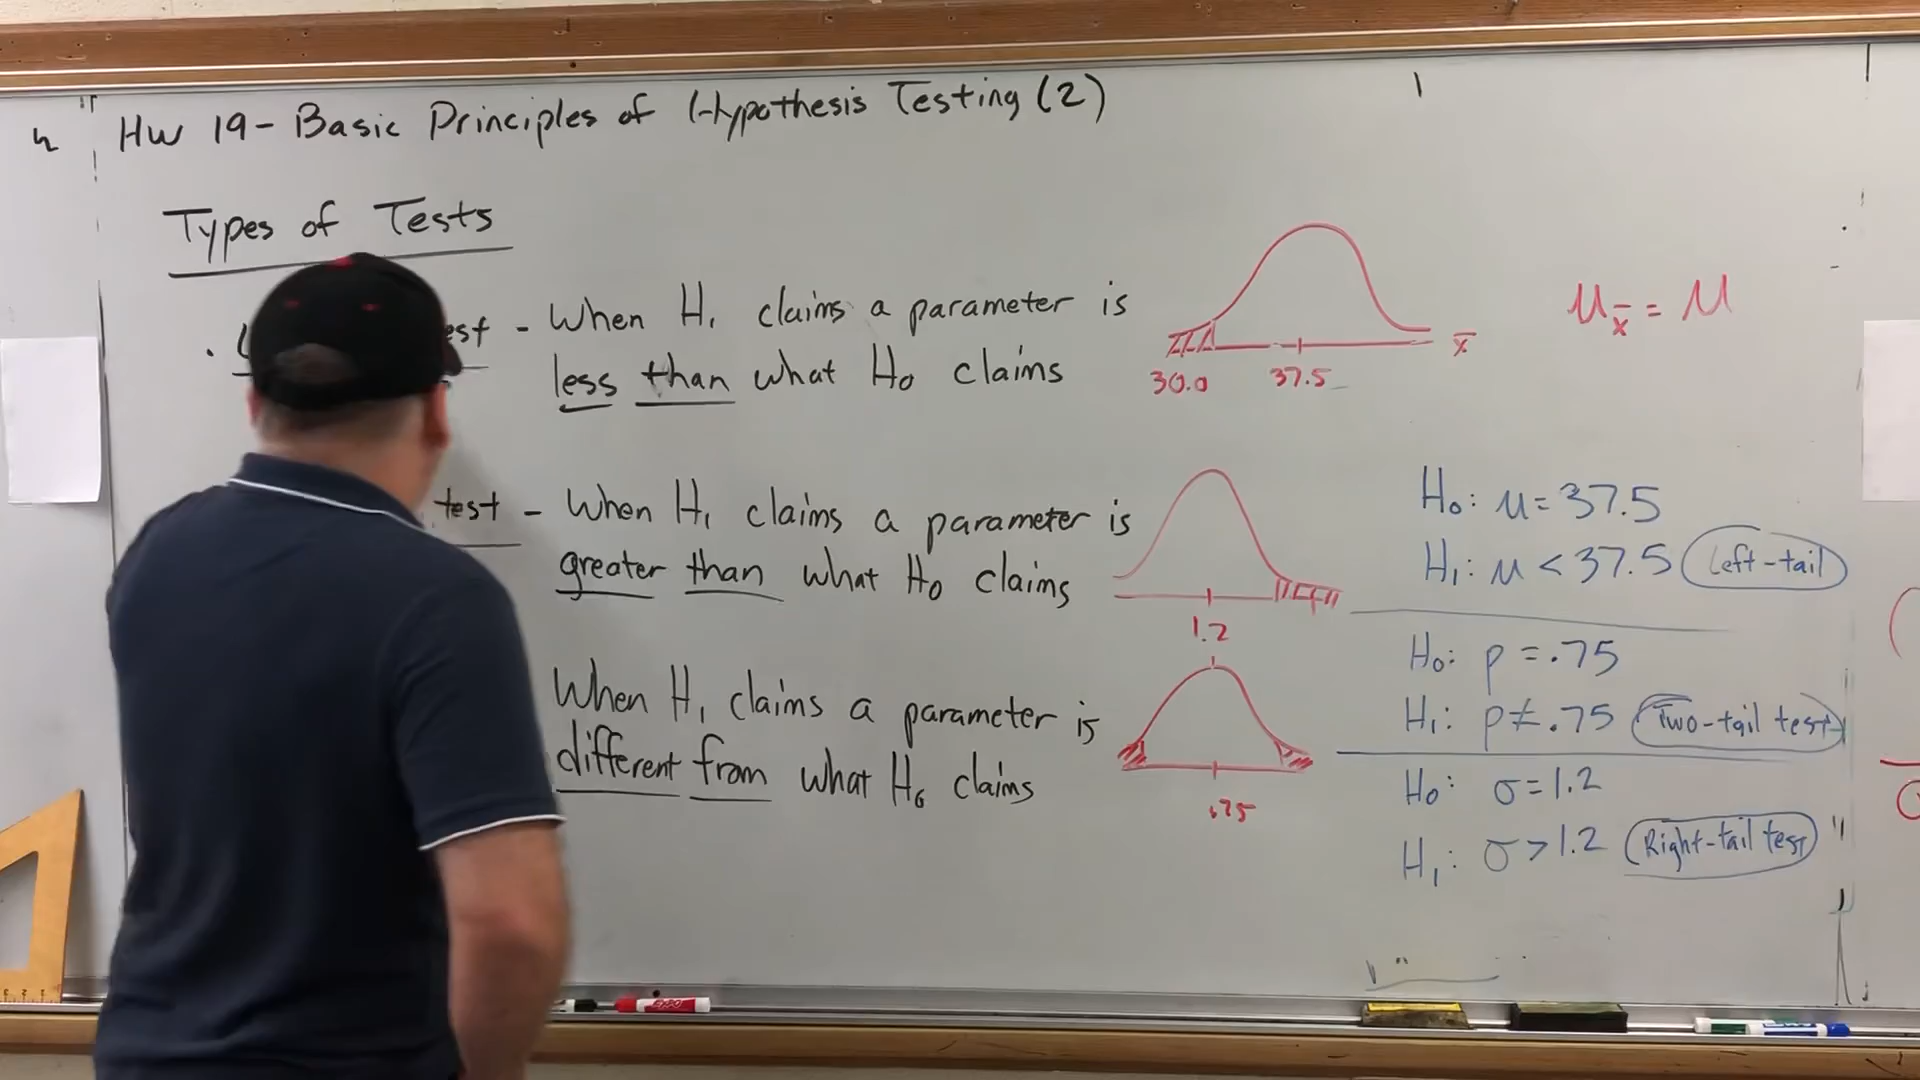 HW 19 - Basic Principles of Hypothesis Testing (2)
Types of Tests
test - When H₁ claims a parameter is
less than what H₀ claims
30.0 37.5 x̄
μx̄ = μ
test - When H₁ claims a parameter is
greater than what H₀ claims
1.2
When H₁ claims a parameter is
different from what H₀ claims
.75
H₀: μ = 37.5
H₁: μ < 37.5 Left-tail
H₀: p = .75
H₁: p ≠ .75 Two-tail test
H₀: σ = 1.2
H₁: σ > 1.2 Right-tail test
EXPO